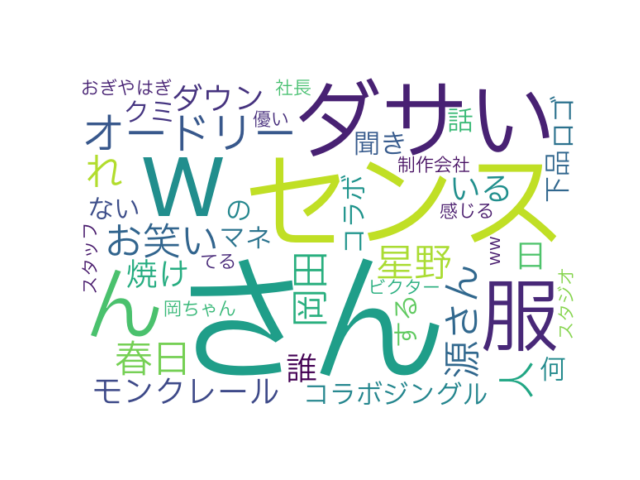 おぎやはぎ
社長
クミ
ダウン
優い
ダサい
オードリー
聞き
話
下品
ロゴ
れ
w
センス
制作会社
いる
ない
の
コラボ
感じる
お笑い
マネ
スタッフ
焼け
てる
岡田
星野
ww
日
ん
さん
岡ちゃん
ビクター
する
源さん
服
スタジオ
春日
誰
人
何
モンクレール
コラボジングル